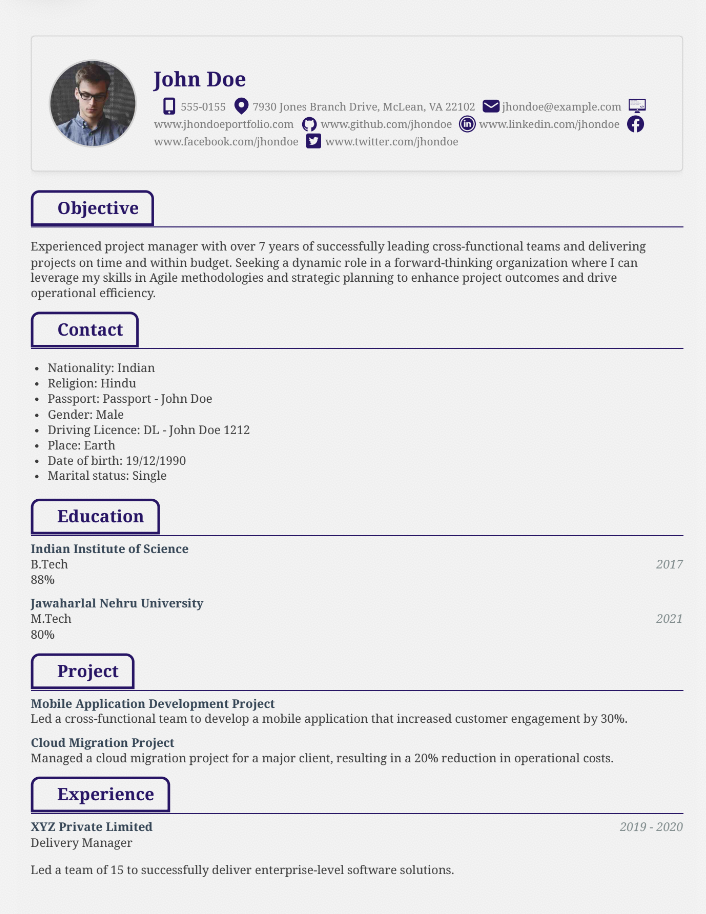 John Doe
555-0155 7930 Jones Branch Drive, McLean, VA 22102 jhondoe@example.com
www.jhondoeportfolio.com www.github.com/jhondoe www.linkedin.com/jhondoe
www.facebook.com/jhondoe www.twitter.com/jhondoe
Objective
Experienced project manager with over 7 years of successfully leading cross-functional teams and delivering
projects on time and within budget. Seeking a dynamic role in a forward-thinking organization where I can
leverage my skills in Agile methodologies and strategic planning to enhance project outcomes and drive
operational efficiency.
Contact
• Nationality: Indian
• Religion: Hindu
• Passport: Passport - John Doe
• Gender: Male
• Driving Licence: DL - John Doe 1212
• Place: Earth
• Date of birth: 19/12/1990
• Marital status: Single
Education
Indian Institute of Science
B.Tech 2017
88%
Jawaharlal Nehru University
M.Tech 2021
80%
Project
Mobile Application Development Project
Led a cross-functional team to develop a mobile application that increased customer engagement by 30%.
Cloud Migration Project
Managed a cloud migration project for a major client, resulting in a 20% reduction in operational costs.
Experience
XYZ Private Limited 2019 - 2020
Delivery Manager
Led a team of 15 to successfully deliver enterprise-level software solutions.